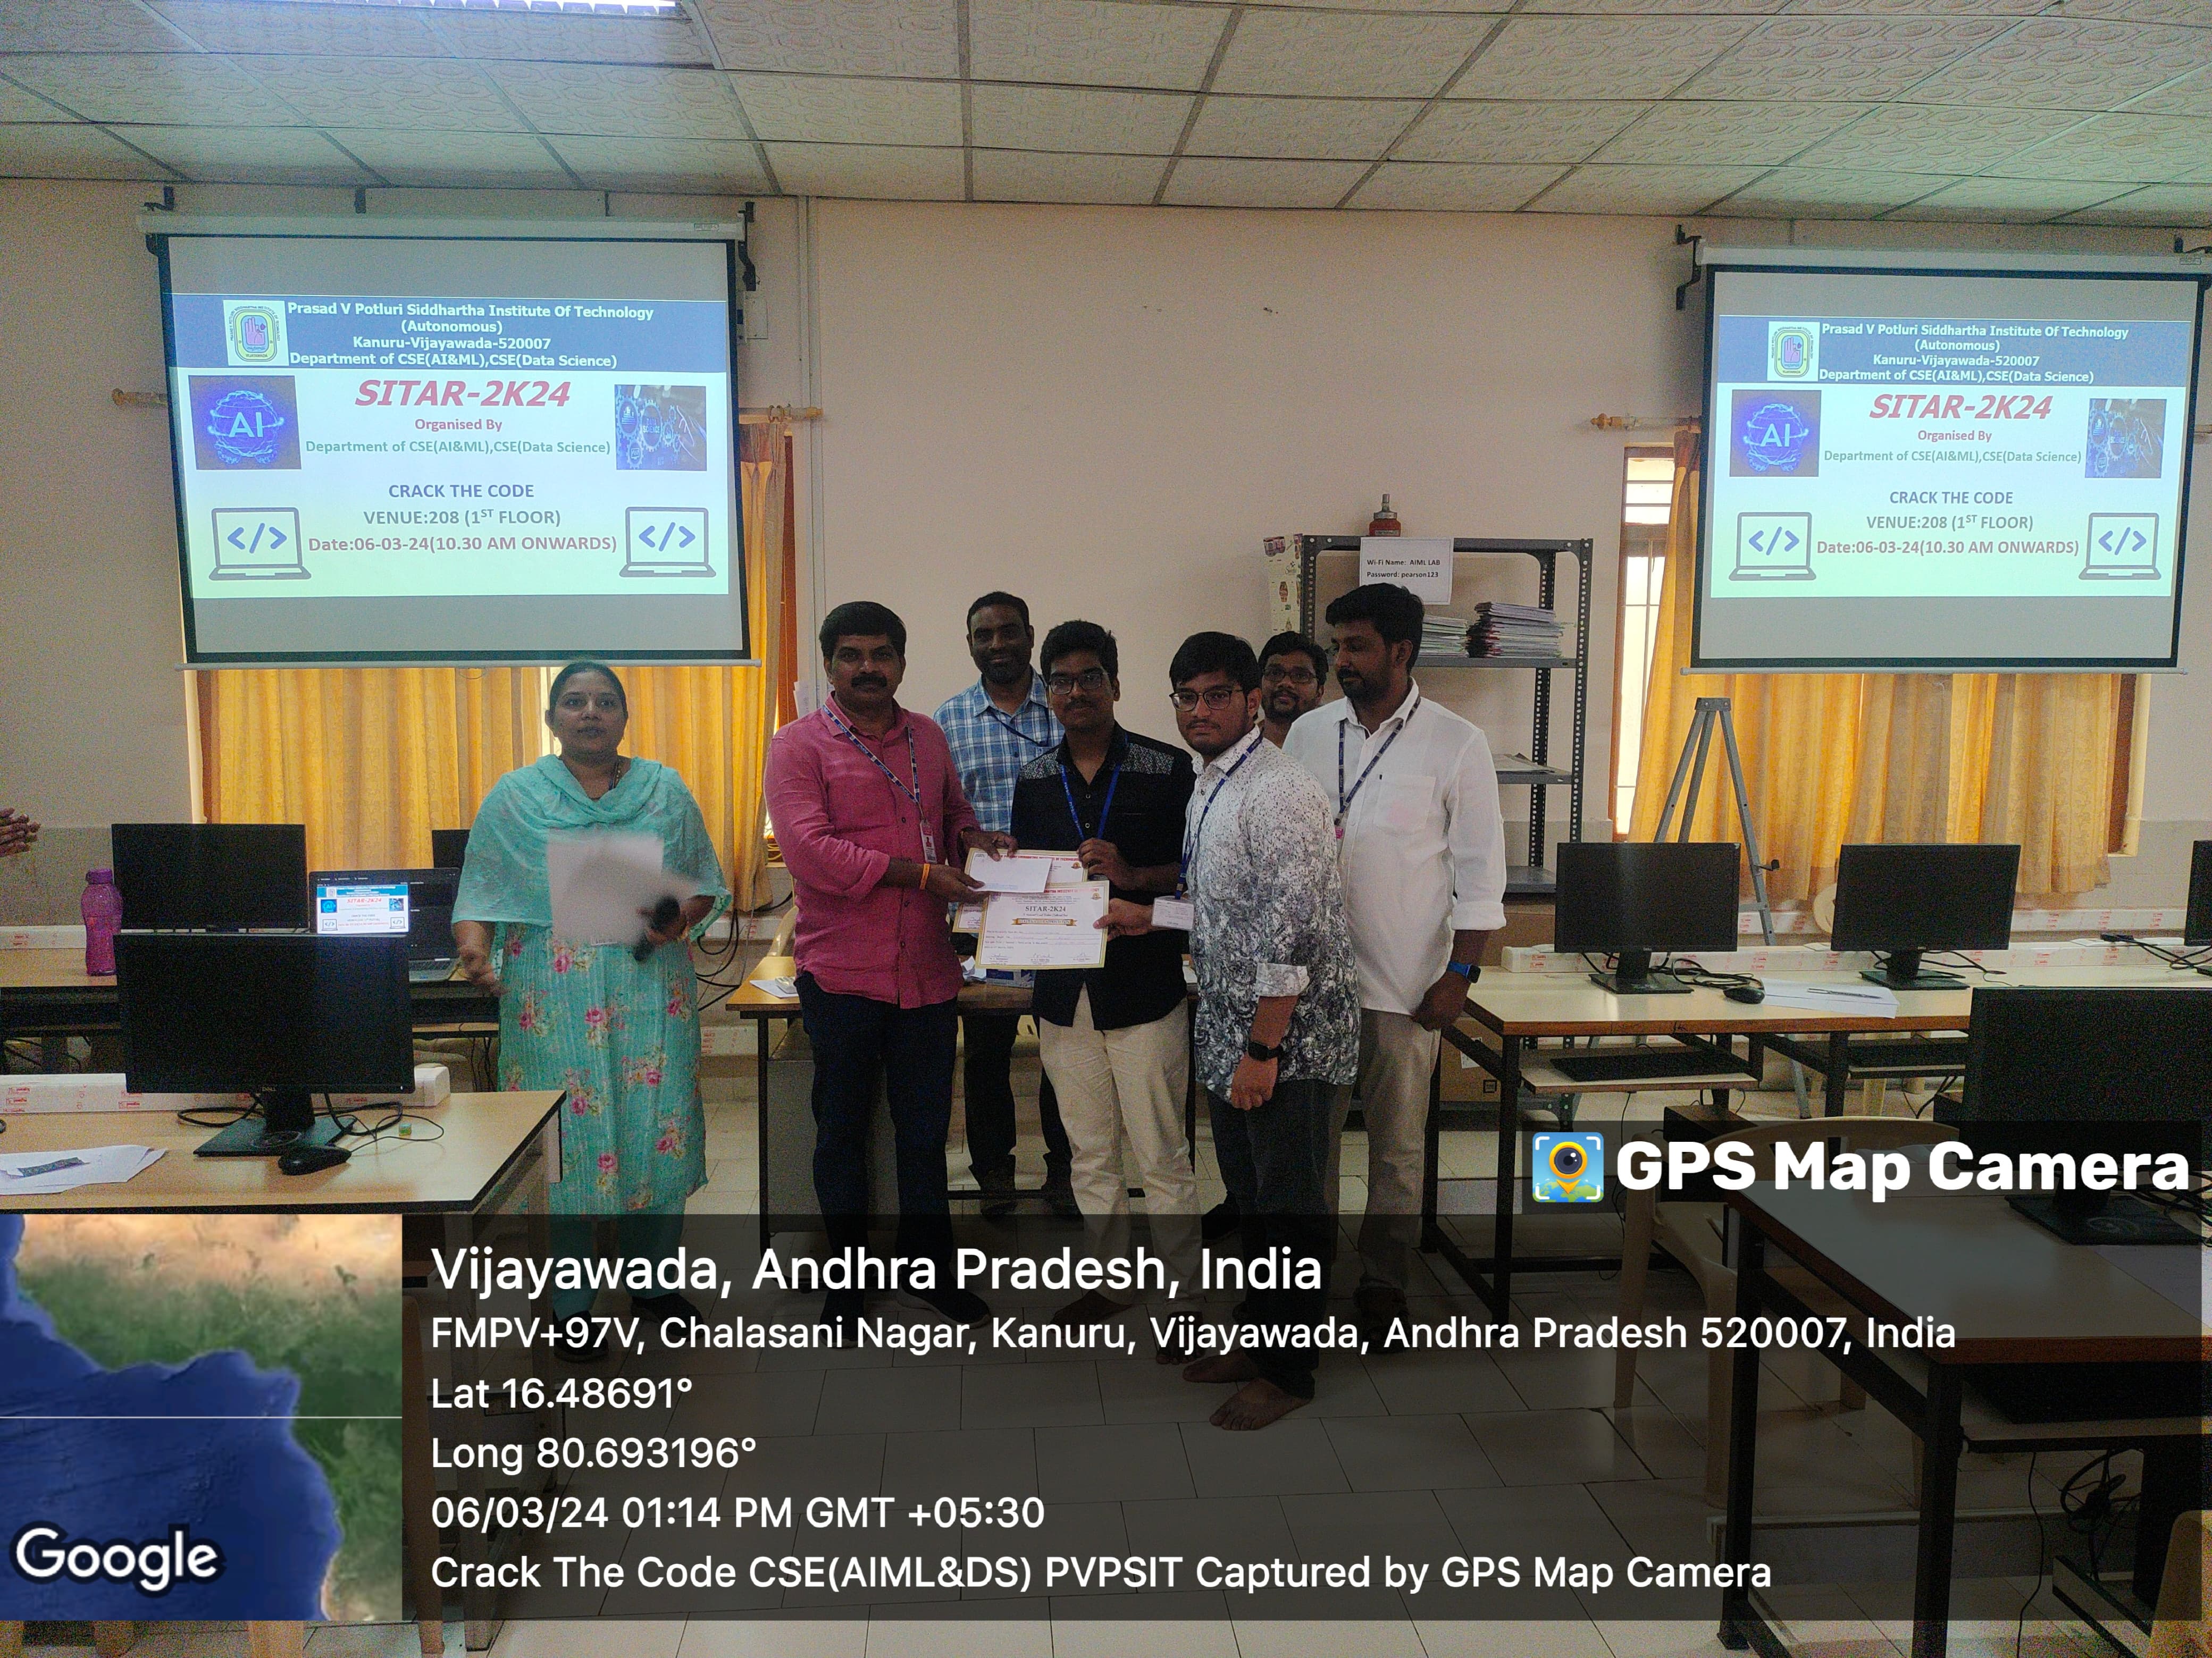 Prasad V Potluri Siddhartha Institute Of Technology
(Autonomous)
Kanuru-Vijayawada-520007
Department of CSE(AI&ML),CSE(Data Science)
AI
SITAR-2K24
Organised By
Department of CSE(AI&ML),CSE(Data Science)
CRACK THE CODE
VENUE:208 (1ST FLOOR)
Date:06-03-24(10.30 AM ONWARDS)
</>
</>
Prasad V Potluri Siddhartha Institute Of Technology
(Autonomous)
Kanuru-Vijayawada-520007
Department of CSE(AI&ML),CSE(Data Science)
AI
SITAR-2K24
Organised By
Department of CSE(AI&ML),CSE(Data Science)
CRACK THE CODE
VENUE:208 (1ST FLOOR)
Date:06-03-24(10.30 AM ONWARDS)
</>
</>
Wi-Fi Name: AIML LAB
Password: pearson123
SITAR-2K24
SITAR-2K24
DELL
GPS Map Camera
Vijayawada, Andhra Pradesh, India
FMPV+97V, Chalasani Nagar, Kanuru, Vijayawada, Andhra Pradesh 520007, India
Lat 16.48691°
Long 80.693196°
06/03/24 01:14 PM GMT +05:30
Crack The Code CSE(AIML&DS) PVPSIT Captured by GPS Map Camera
Google